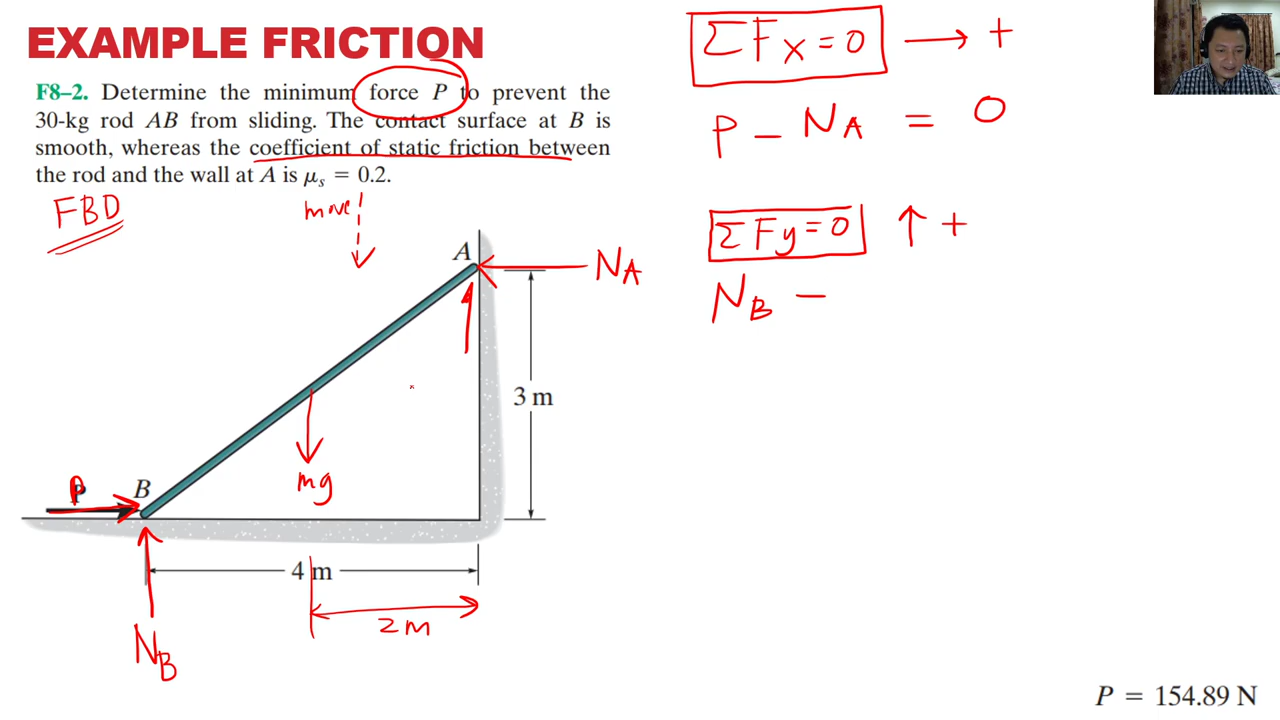 EXAMPLE FRICTION
F8–2. Determine the minimum force P to prevent the
30-kg rod AB from sliding. The contact surface at B is
smooth, whereas the coefficient of static friction between
the rod and the wall at A is μs = 0.2.
FBD
move!
A
NA
3 m
P
B
mg
4 m
2m
NB
ΣFx=0 → +
P − NA = 0
ΣFy=0 ↑ +
NB −
P = 154.89 N